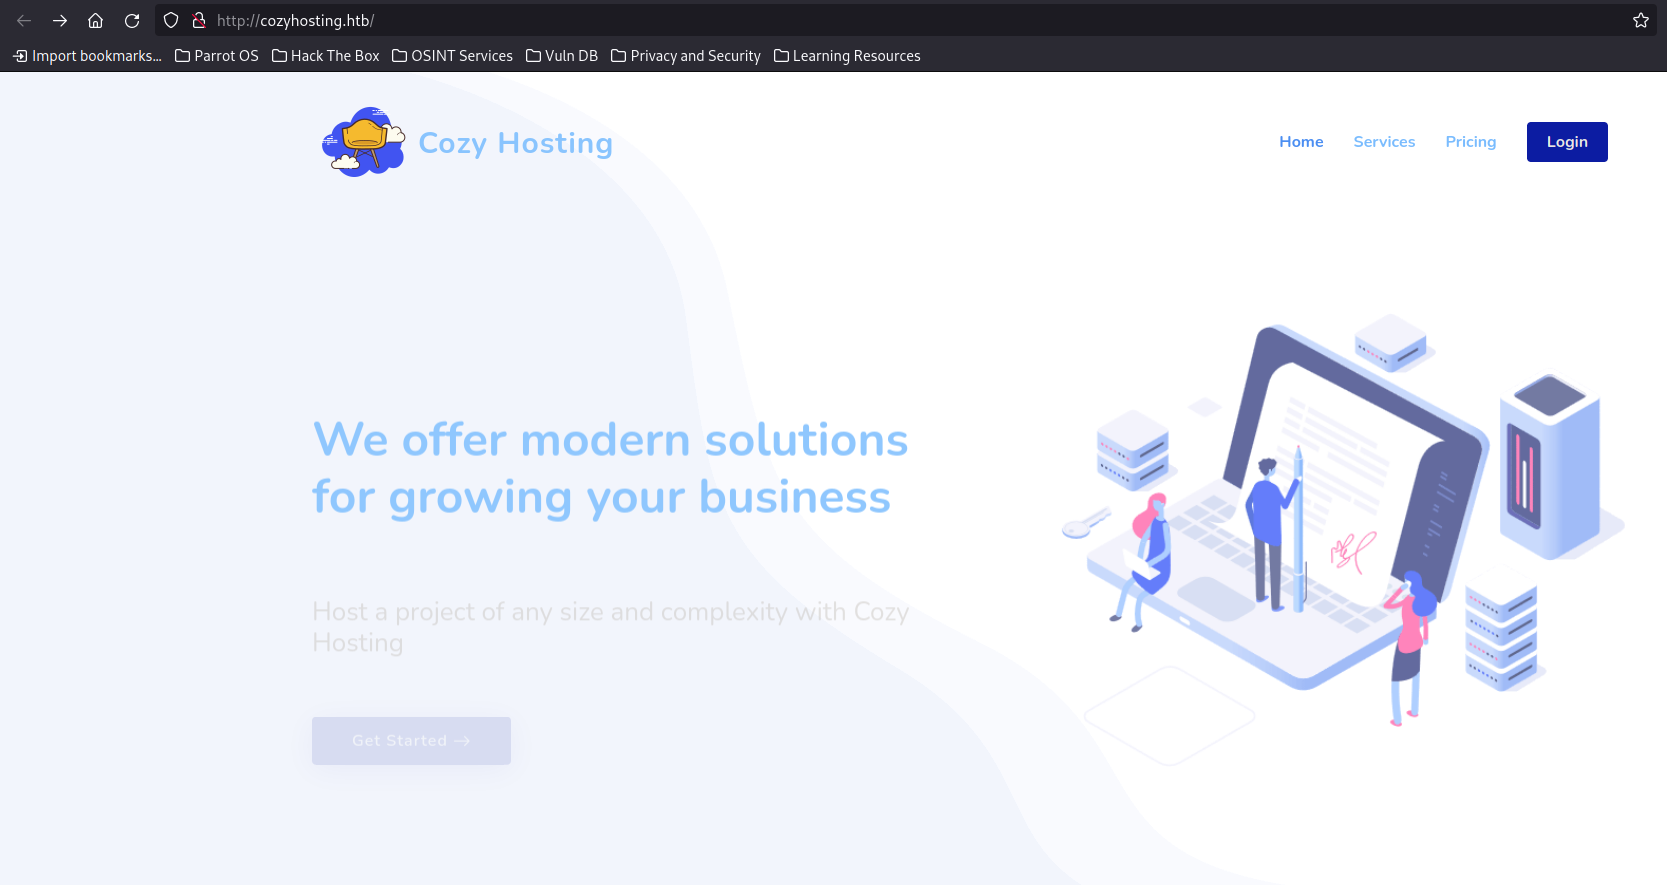 http://cozyhosting.htb/
Import bookmarks... Parrot OS Hack The Box OSINT Services Vuln DB Privacy and Security Learning Resources
Cozy Hosting
Home Services Pricing Login
We offer modern solutions
for growing your business
Host a project of any size and complexity with Cozy
Hosting
Get Started →